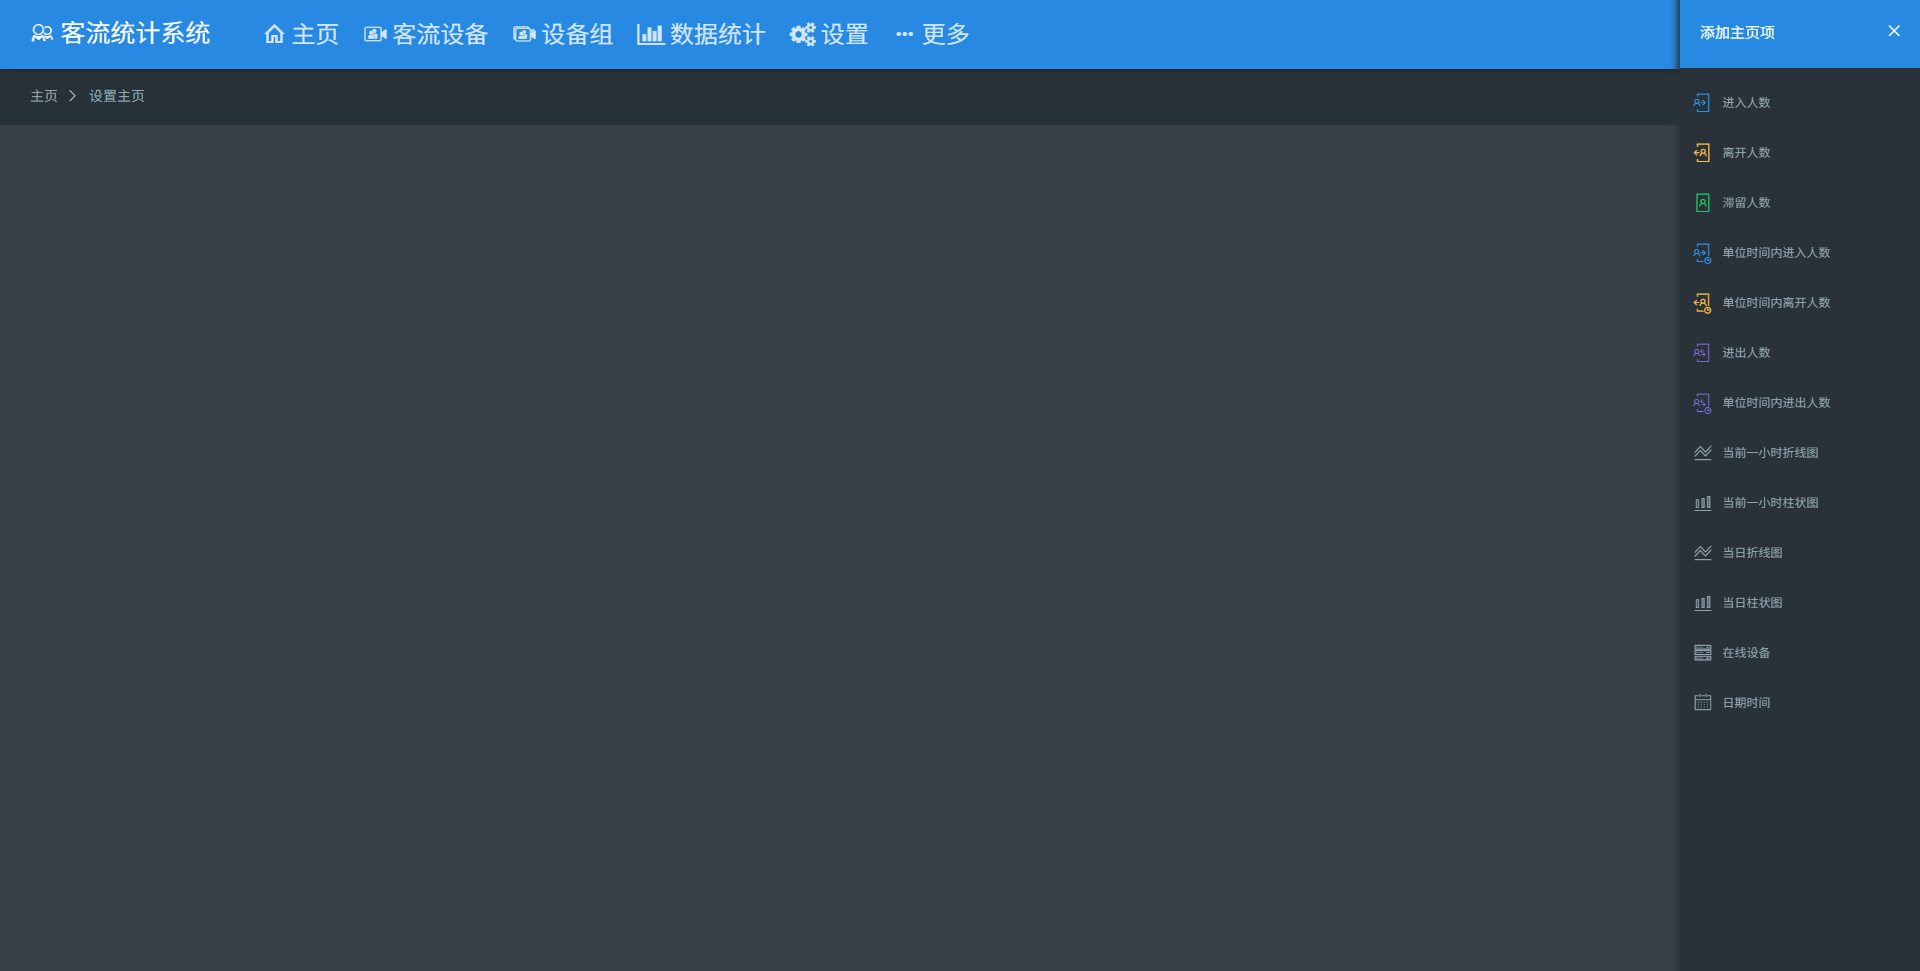 客流统计系统 主页 客流设备 设备组 数据统计 设置 更多
添加主页项
主页 设置主页
进入人数
离开人数
滞留人数
单位时间内进入人数
单位时间内离开人数
进出人数
单位时间内进出人数
当前一小时折线图
当前一小时柱状图
当日折线图
当日柱状图
在线设备
日期时间